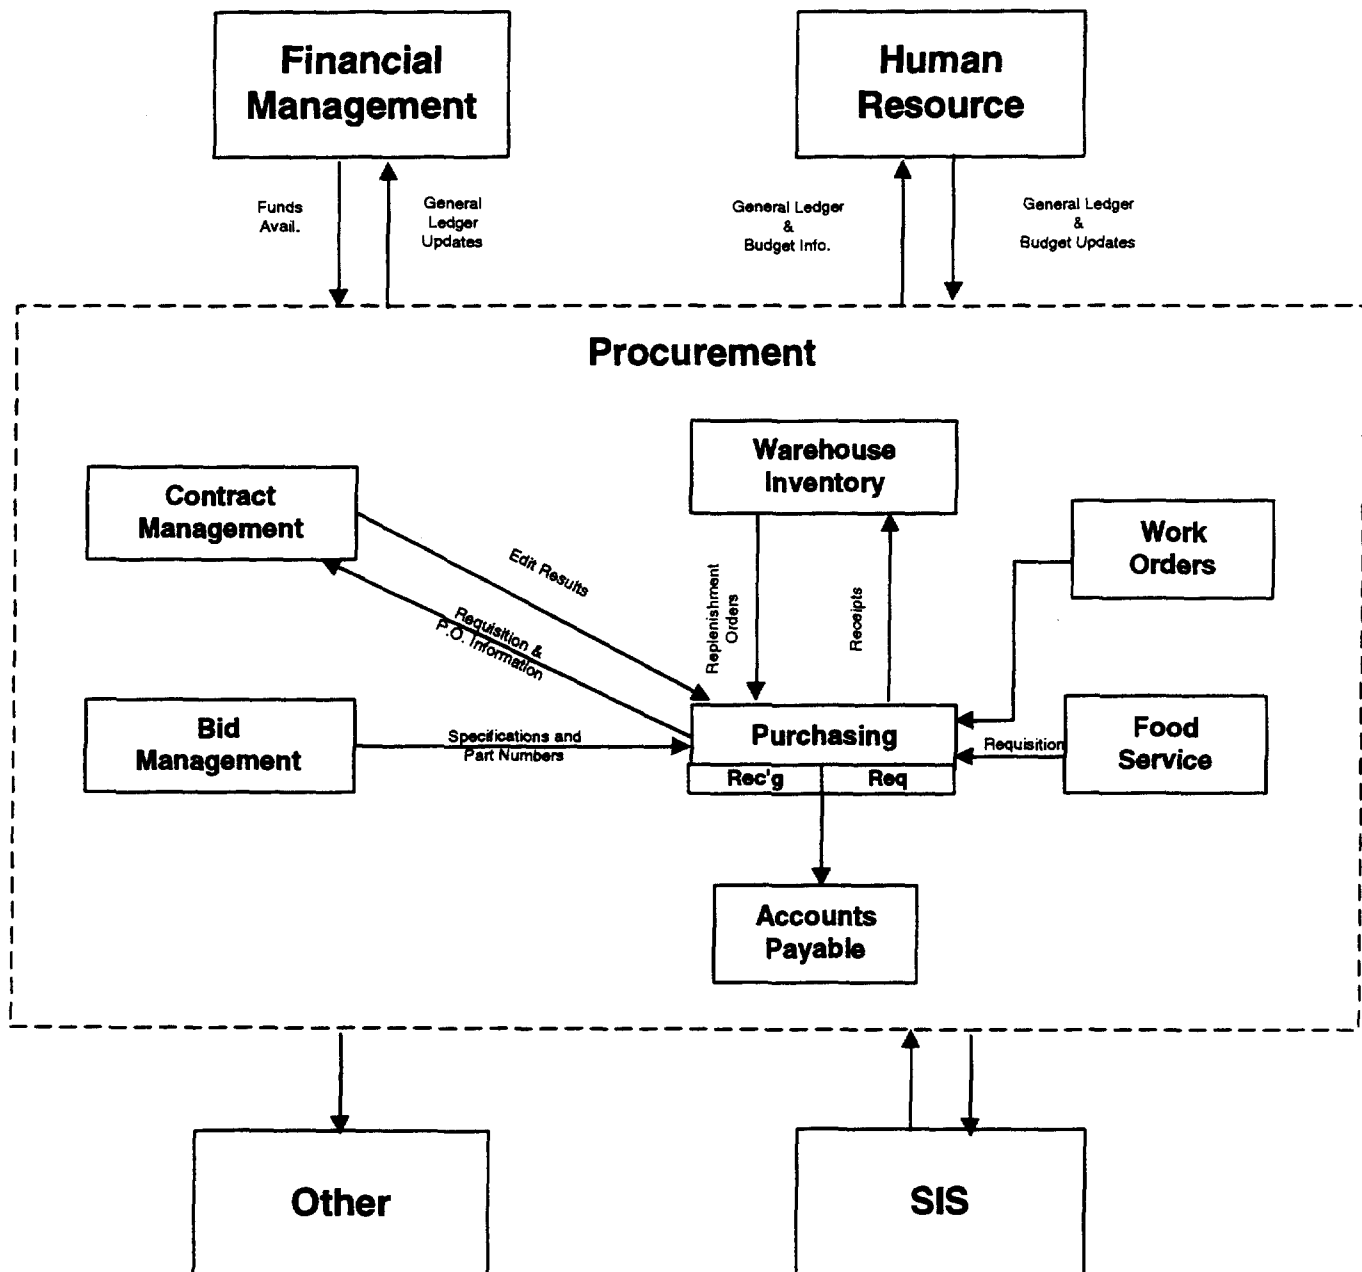 Financial
Management
Human
Resource
Funds
Avail.
General
Ledger
Updates
General Ledger
&
Budget Info.
General Ledger
&
Budget Updates
Procurement
Warehouse
Inventory
Contract
Management
Work
Orders
Edit Results
Requisition &
P.O. Information
Replenishment
Orders
Receipts
Bid
Management
Specifications and
Part Numbers
Purchasing
Rec'g
Req
Requisition
Food
Service
Accounts
Payable
Other
SIS